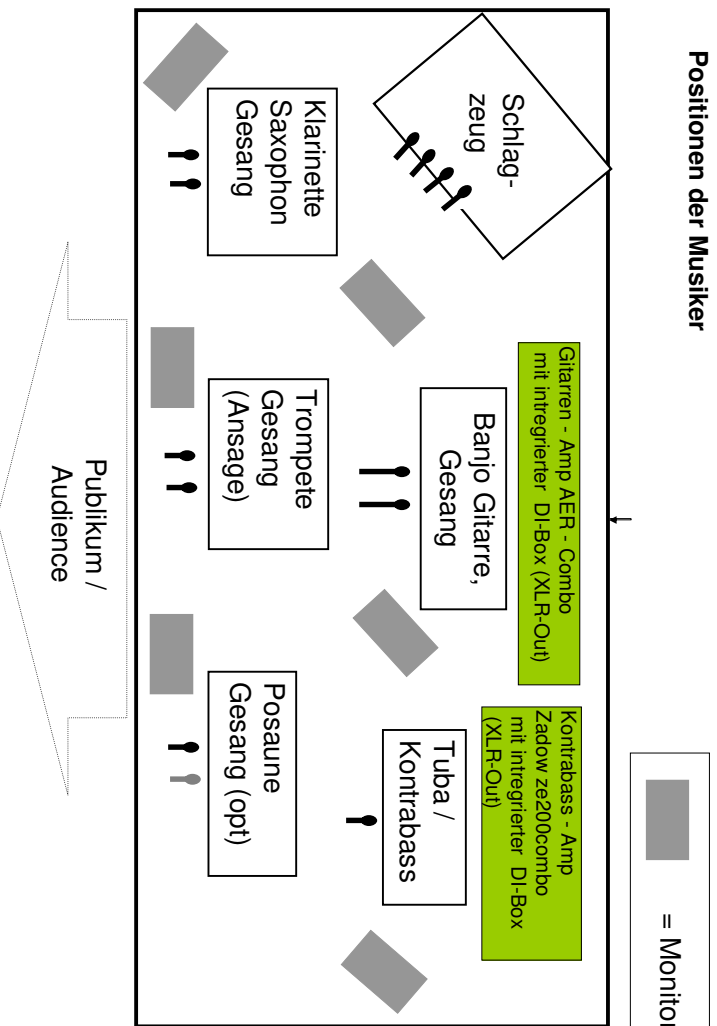 Positionen der Musiker
= Monitor
Gitarren - Amp AER - Combo
mit intregrierter DI-Box (XLR-Out)
Kontrabass - Amp
Zadow ze200combo
mit intregrierter DI-Box
(XLR-Out)
Schlag-
zeug
Banjo Gitarre,
Gesang
Tuba /
Kontrabass
Klarinette
Saxophon
Gesang
Trompete
Gesang
(Ansage)
Posaune
Gesang (opt)
Publikum /
Audience